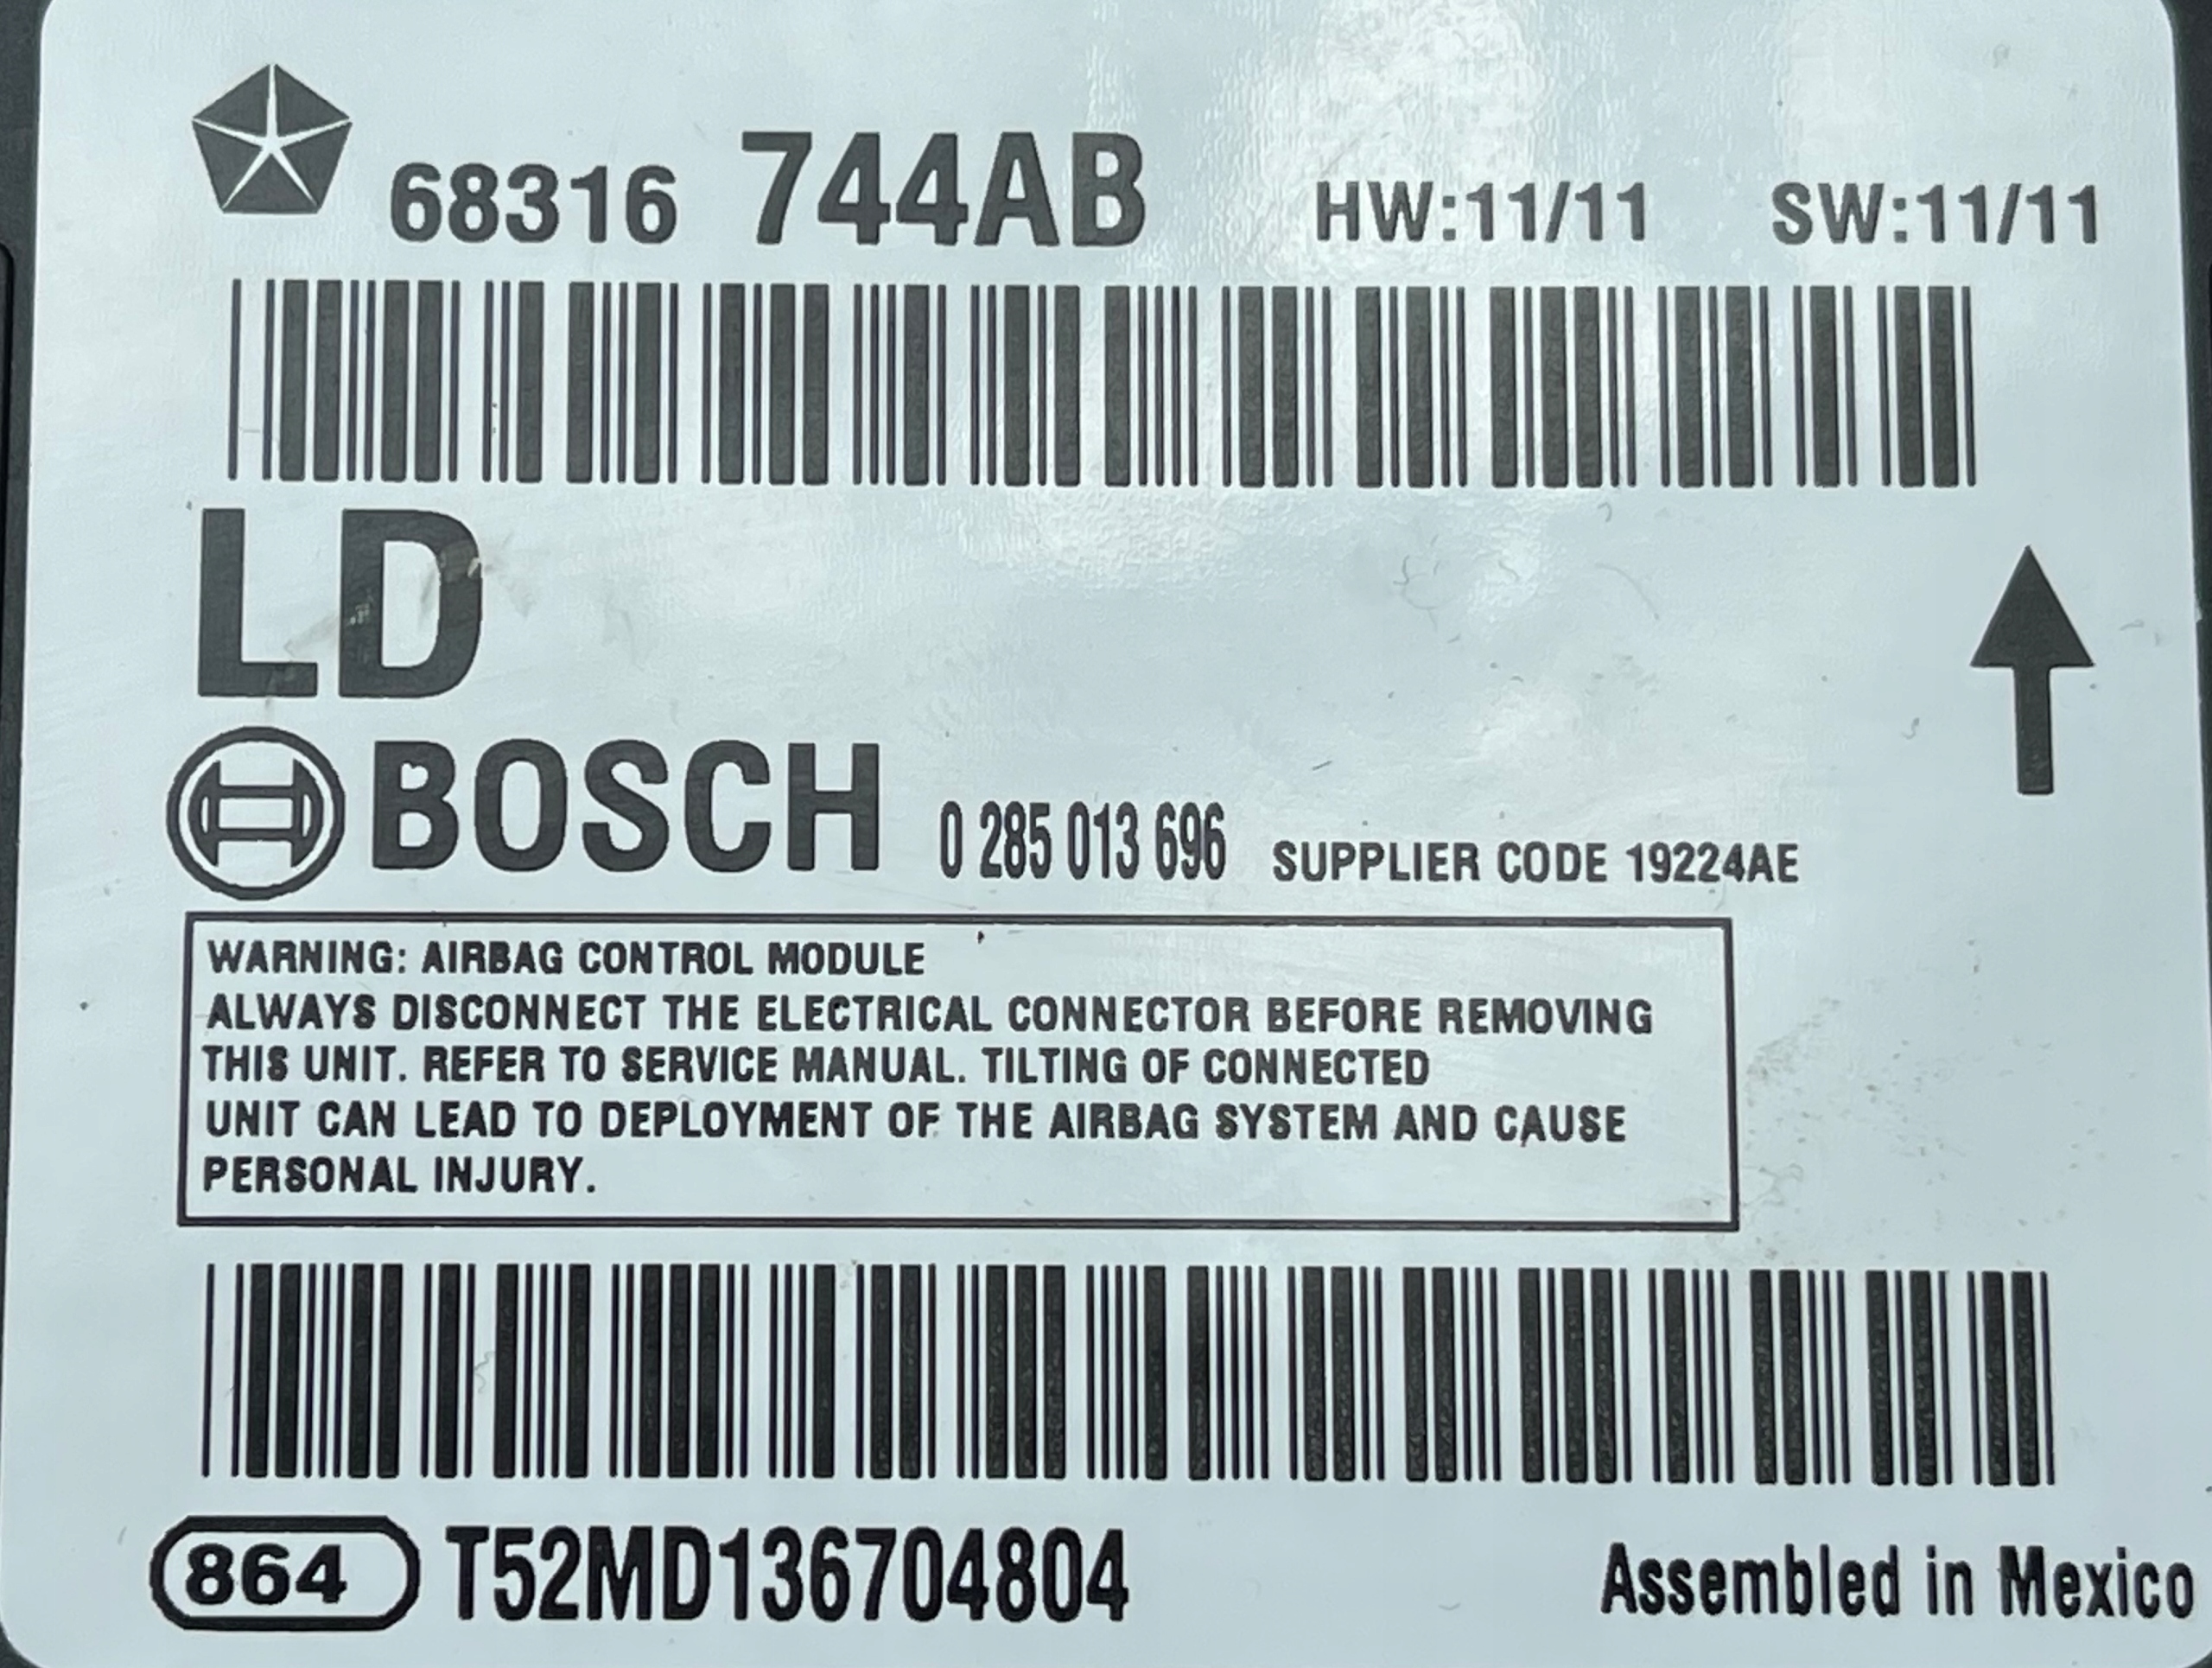 68316 744AB HW:11/11 SW:11/11
LD
BOSCH 0 285 013 696 SUPPLIER CODE 19224AE
WARNING: AIRBAG CONTROL MODULE
ALWAYS DISCONNECT THE ELECTRICAL CONNECTOR BEFORE REMOVING
THIS UNIT. REFER TO SERVICE MANUAL. TILTING OF CONNECTED
UNIT CAN LEAD TO DEPLOYMENT OF THE AIRBAG SYSTEM AND CAUSE
PERSONAL INJURY.
864 T52MD136704804 Assembled in Mexico